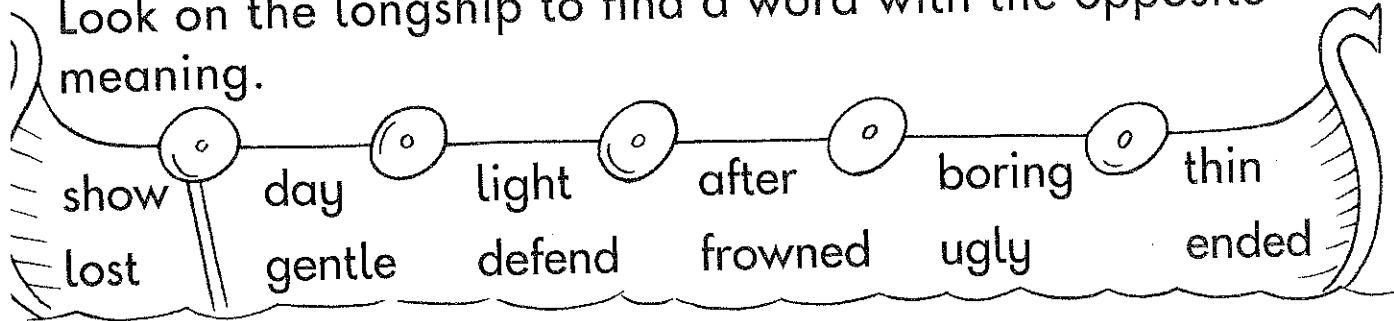 Look on the longship to find a word with the opposite
meaning.
show day light after boring thin
lost gentle defend frowned ugly ended